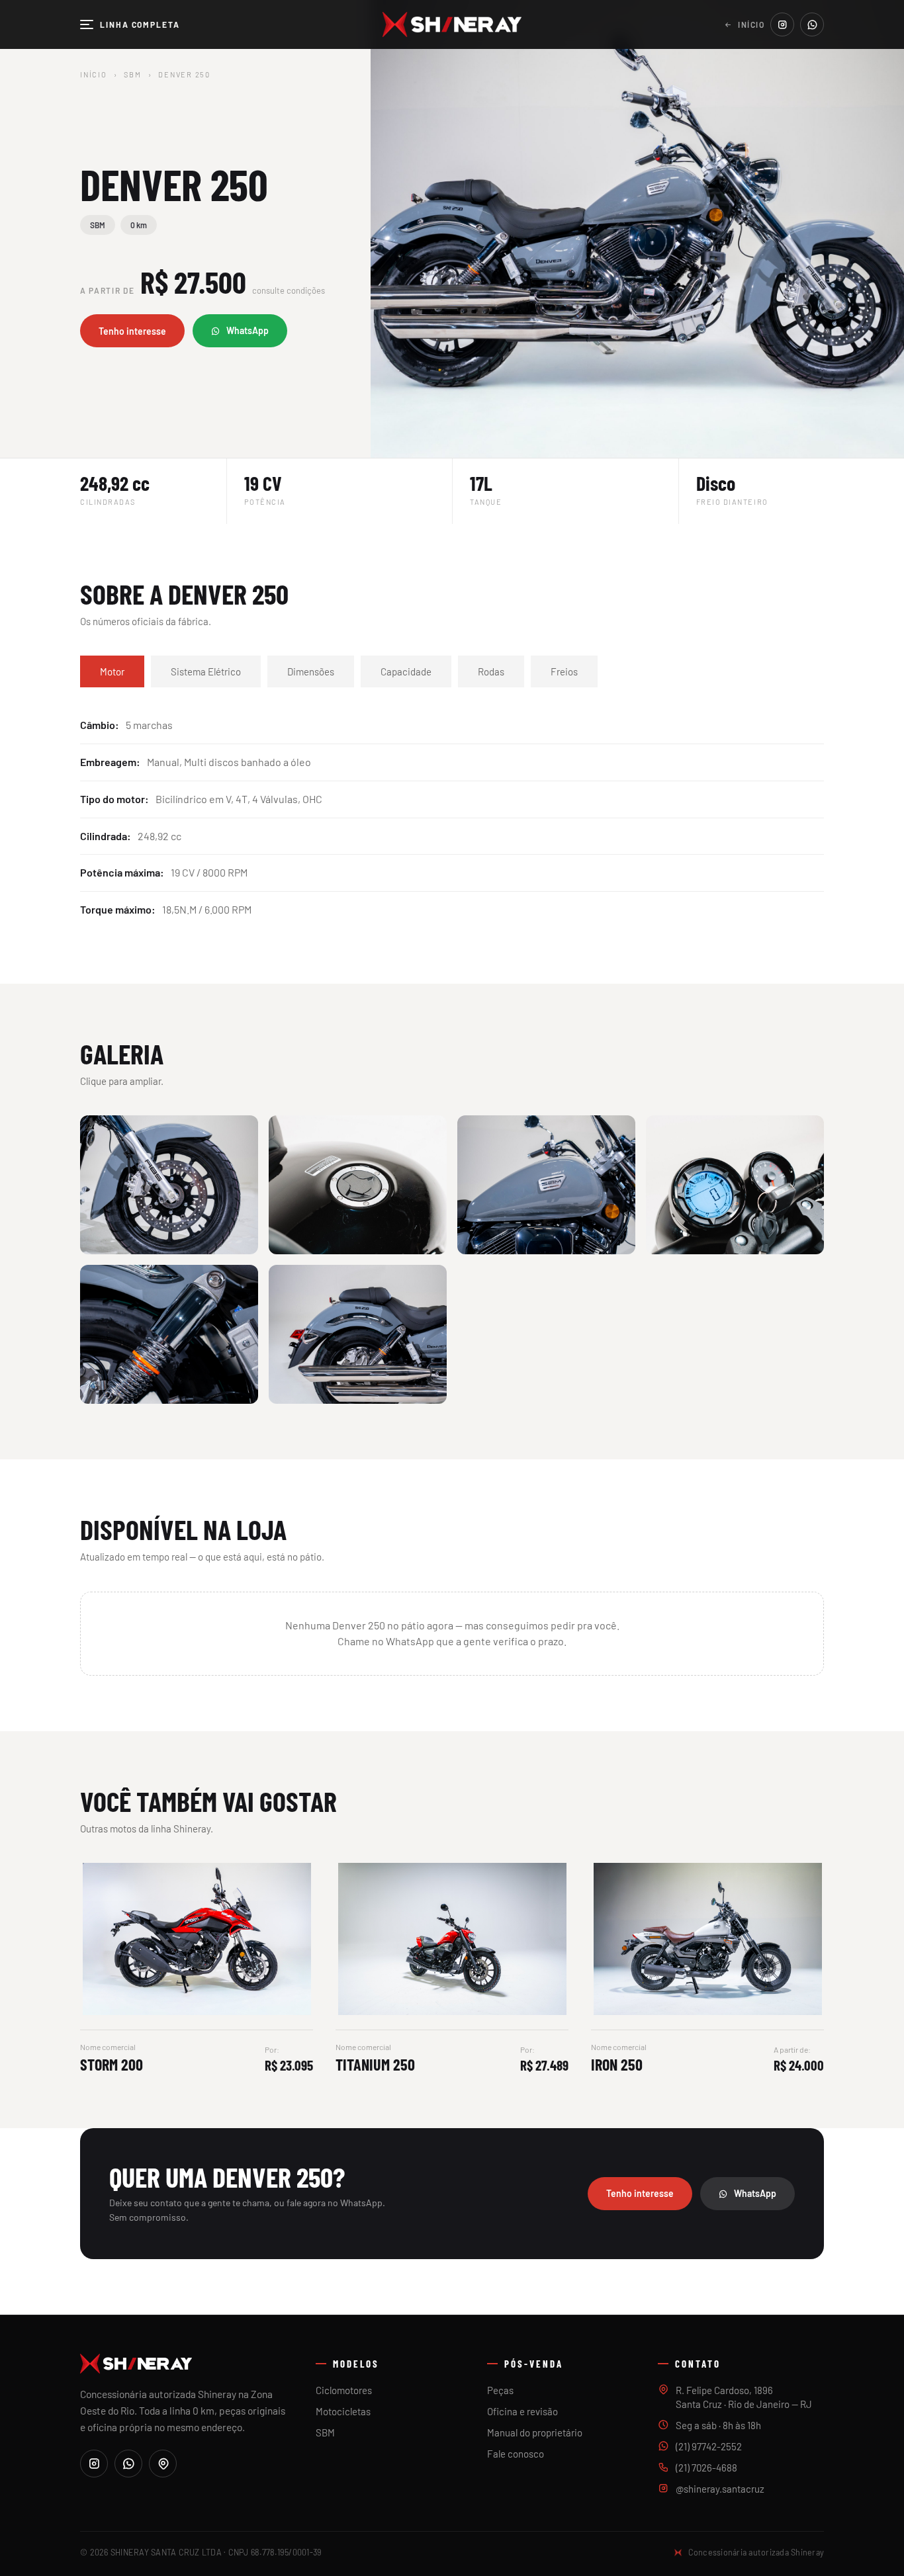 LINHA COMPLETA
SHINERAY
← INÍCIO
INÍCIO › SBM › DENVER 250
DENVER 250
SBM 0 km
A PARTIR DE R$ 27.500 consulte condições
Tenho interesse WhatsApp
248,92 cc
CILINDRADAS
19 CV
POTÊNCIA
17L
TANQUE
Disco
FREIO DIANTEIRO
SOBRE A DENVER 250
Os números oficiais da fábrica.
Motor Sistema Elétrico Dimensões Capacidade Rodas Freios
Câmbio: 5 marchas
Embreagem: Manual, Multi discos banhado a óleo
Tipo do motor: Bicilíndrico em V, 4T, 4 Válvulas, OHC
Cilindrada: 248,92 cc
Potência máxima: 19 CV / 8000 RPM
Torque máximo: 18,5N.M / 6.000 RPM
GALERIA
Clique para ampliar.
DISPONÍVEL NA LOJA
Atualizado em tempo real — o que está aqui, está no pátio.
Nenhuma Denver 250 no pátio agora — mas conseguimos pedir pra você.
Chame no WhatsApp que a gente verifica o prazo.
VOCÊ TAMBÉM VAI GOSTAR
Outras motos da linha Shineray.
Nome comercial
STORM 200
Por:
R$ 23.095
Nome comercial
TITANIUM 250
Por:
R$ 27.489
Nome comercial
IRON 250
A partir de:
R$ 24.000
QUER UMA DENVER 250?
Deixe seu contato que a gente te chama, ou fale agora no WhatsApp.
Sem compromisso.
Tenho interesse WhatsApp
SHINERAY
Concessionária autorizada Shineray na Zona
Oeste do Rio. Toda a linha 0 km, peças originais
e oficina própria no mesmo endereço.
MODELOS
Ciclomotores
Motocicletas
SBM
PÓS-VENDA
Peças
Oficina e revisão
Manual do proprietário
Fale conosco
CONTATO
R. Felipe Cardoso, 1896
Santa Cruz · Rio de Janeiro — RJ
Seg a sáb · 8h às 18h
(21) 97742-2552
(21) 7026-4688
@shineray.santacruz
© 2026 SHINERAY SANTA CRUZ LTDA · CNPJ 68.778.195/0001-39
Concessionária autorizada Shineray